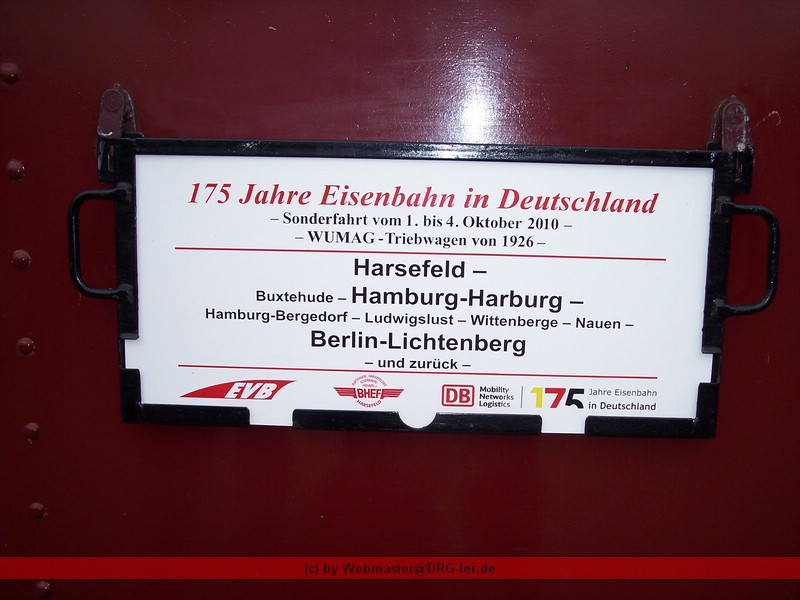 175 Jahre Eisenbahn in Deutschland
– Sonderfahrt vom 1. bis 4. Oktober 2010 –
– WUMAG - Triebwagen von 1926 –
Harsefeld –
Buxtehude – Hamburg-Harburg –
Hamburg-Bergedorf – Ludwigslust – Wittenberge – Nauen –
Berlin-Lichtenberg
– und zurück –
EVB
BHEF
HARSEFELD
DB
Mobility
Networks
Logistics
175
Jahre Eisenbahn
in Deutschland
(c) by Webmaster@DRG-ler.de